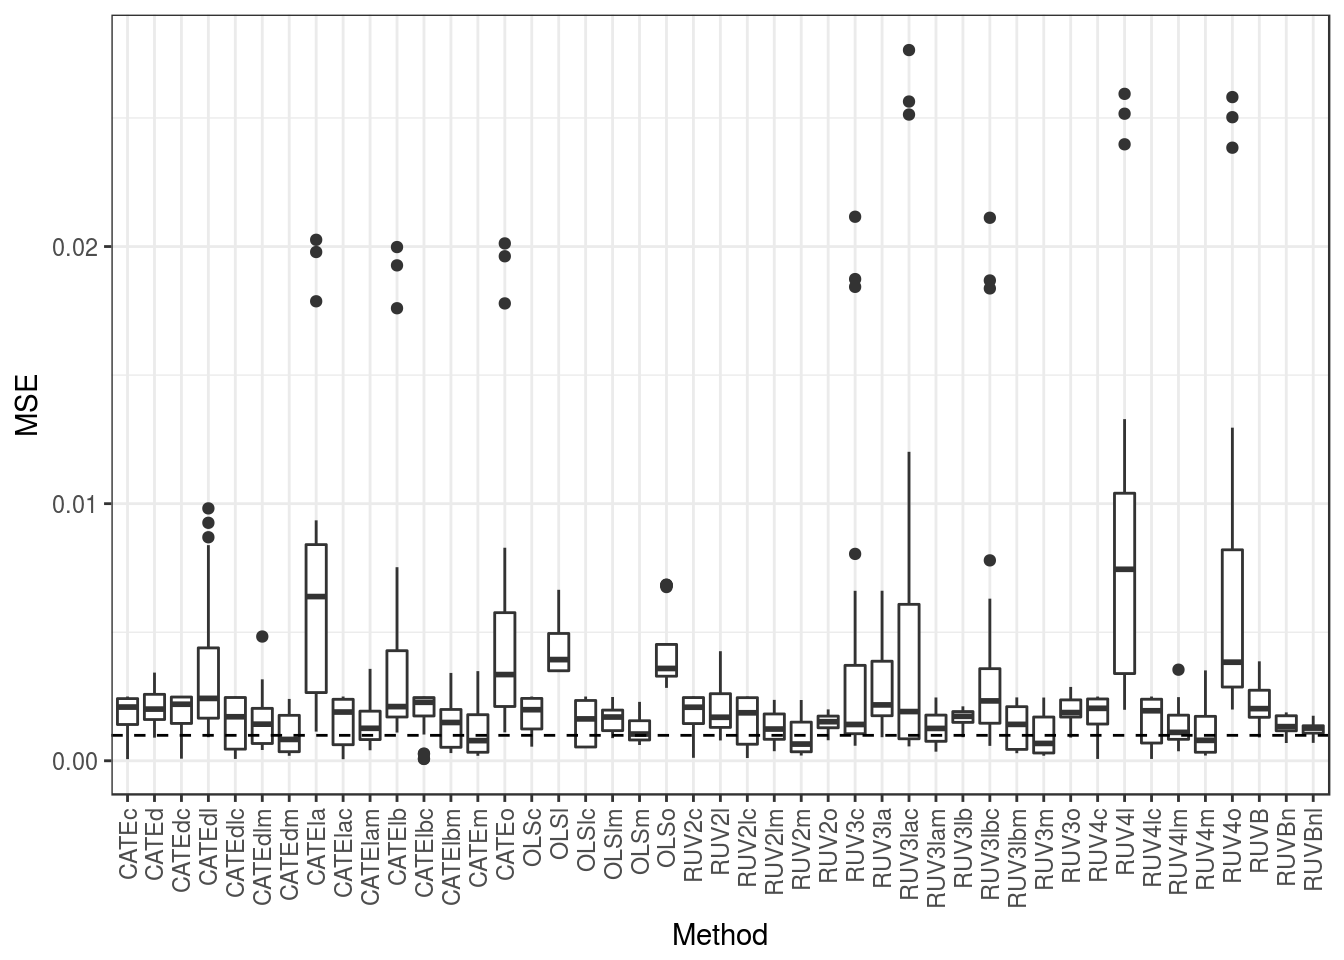 MSE
0.02
0.01
0.00
CATEc
CATEd
CATEdc
CATEdl
CATEdlc
CATEdlm
CATEdm
CATEla
CATElac
CATElam
CATElb
CATElbc
CATElbm
CATEm
CATEo
OLSc
OLSl
OLSlc
OLSlm
OLSm
OLSo
RUV2c
RUV2l
RUV2lc
RUV2lm
RUV2m
RUV2o
RUV3c
RUV3la
RUV3lac
RUV3lam
RUV3lb
RUV3lbc
RUV3lbm
RUV3m
RUV3o
RUV4c
RUV4l
RUV4lc
RUV4lm
RUV4m
RUV4o
RUVB
RUVBn
RUVBnl
Method